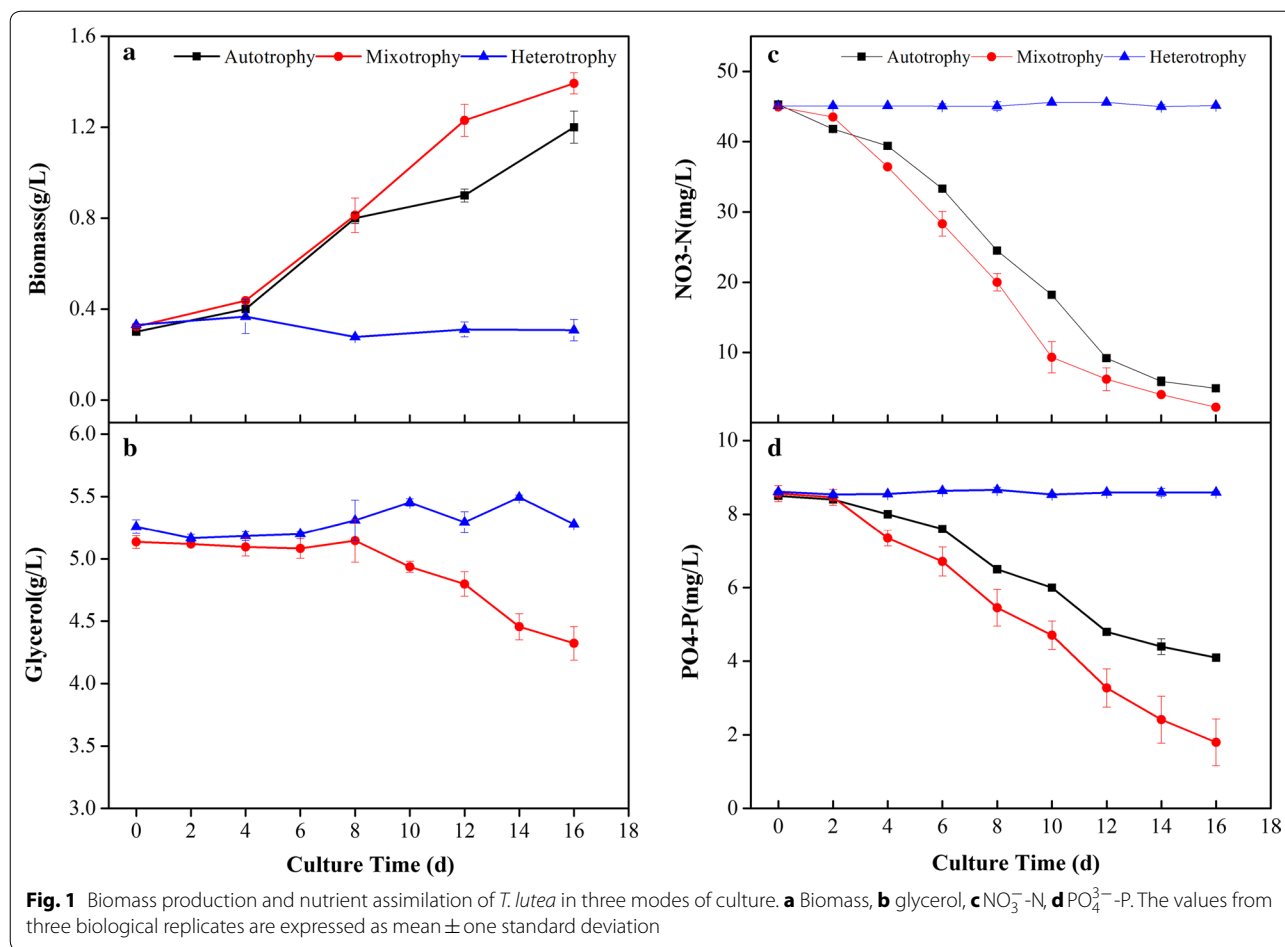 a
Autotrophy Mixotrophy Heterotrophy
1.6
1.2
0.8
0.4
0.0
Biomass(g/L)
b
6.0
5.5
5.0
4.5
4.0
3.5
3.0
Glycerol(g/L)
0 2 4 6 8 10 12 14 16 18
Culture Time (d)
c
Autotrophy Mixotrophy Heterotrophy
50
40
30
20
10
NO3-N(mg/L)
d
10
8
6
4
2
0
PO4-P(mg/L)
0 2 4 6 8 10 12 14 16 18
Culture Time (d)
Fig. 1 Biomass production and nutrient assimilation of T. lutea in three modes of culture. a Biomass, b glycerol, c NO₃⁻-N, d PO₄³⁻-P. The values from
three biological replicates are expressed as mean ± one standard deviation